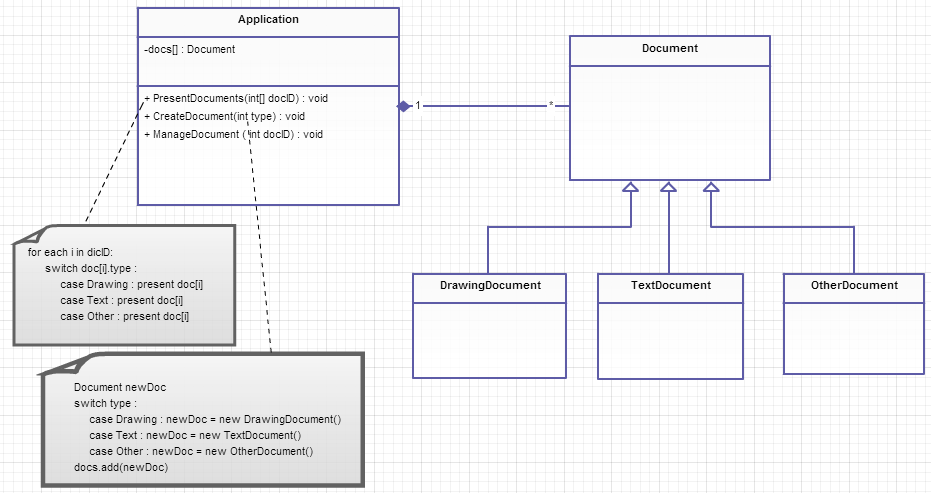 Application
-docs[] : Document
+ PresentDocuments(int[] docID) : void
+ CreateDocument(int type) : void
+ ManageDocument ( int docID) : void
1
*
Document
for each i in dicID:
switch doc[i].type :
case Drawing : present doc[i]
case Text : present doc[i]
case Other : present doc[i]
DrawingDocument
TextDocument
OtherDocument
Document newDoc
switch type :
case Drawing : newDoc = new DrawingDocument()
case Text : newDoc = new TextDocument()
case Other : newDoc = new OtherDocument()
docs.add(newDoc)